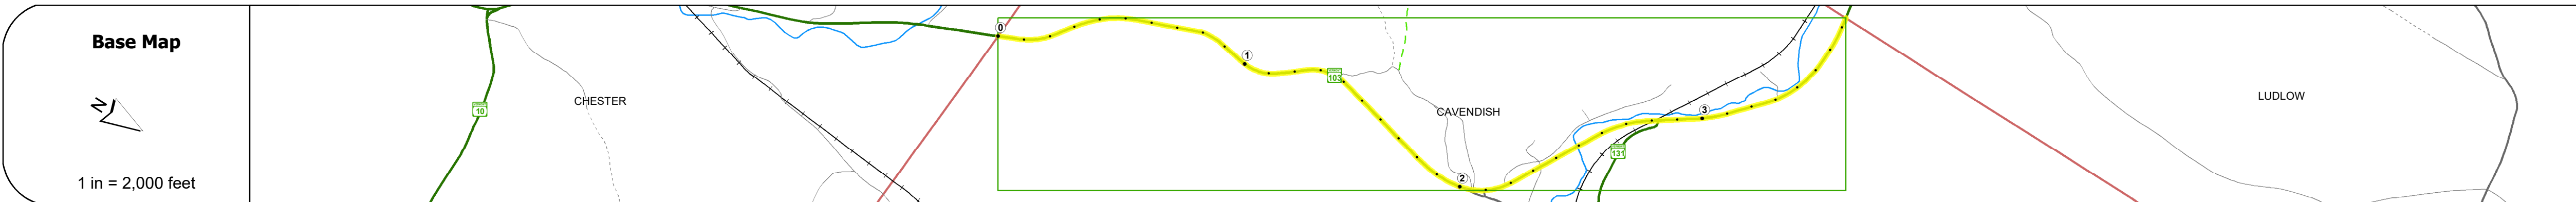 Base Map
N
1 in = 2,000 feet
10
CHESTER
0
1
103
CAVENDISH
2
131
3
LUDLOW